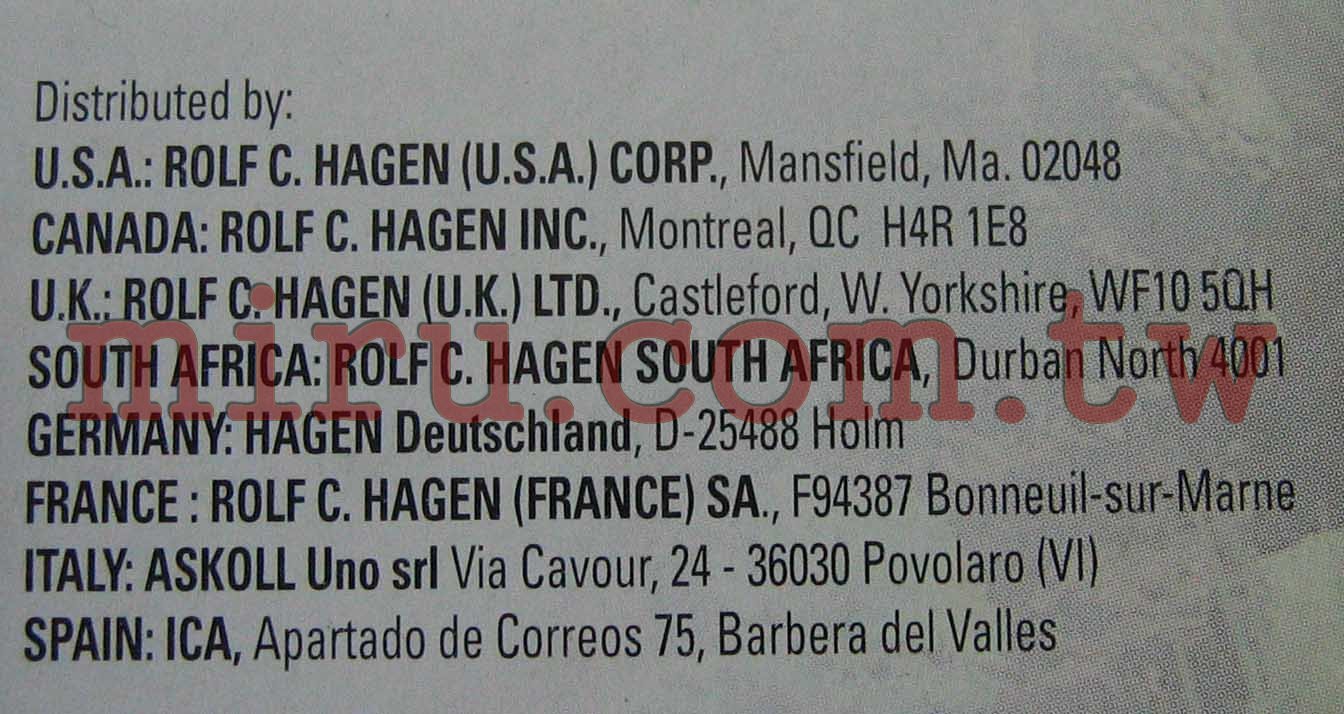 Distributed by:
U.S.A.: ROLF C. HAGEN (U.S.A.) CORP., Mansfield, Ma. 02048
CANADA: ROLF C. HAGEN INC., Montreal, QC H4R 1E8
U.K.: ROLF C. HAGEN (U.K.) LTD., Castleford, W. Yorkshire, WF10 5QH
miru.com.tw
SOUTH AFRICA: ROLF C. HAGEN SOUTH AFRICA, Durban North 4001
GERMANY: HAGEN Deutschland, D-25488 Holm
FRANCE : ROLF C. HAGEN (FRANCE) SA., F94387 Bonneuil-sur-Marne
ITALY: ASKOLL Uno srl Via Cavour, 24 - 36030 Povolaro (VI)
SPAIN: ICA, Apartado de Correos 75, Barbera del Valles